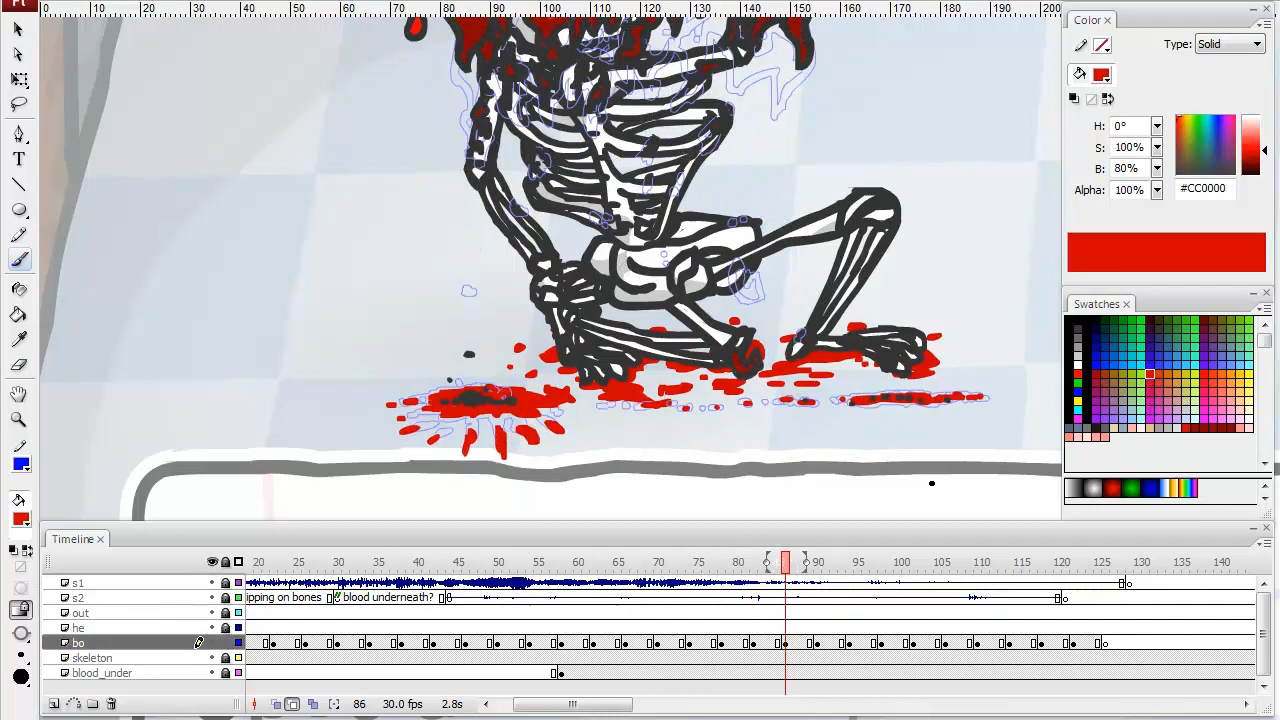 Fl
0 10 20 30 40 50 60 70 80 90 100 110 120 130 140 150 160 170 180 190 200
Color ×
Type: Solid
H: 0°
S: 100%
B: 80%
Alpha: 100%
#CC0000
Swatches ×
T
Timeline ×
20 25 30 35 40 45 50 55 60 65 70 75 80 90 95 100 105 110 115 120 125 130 135 140
s1
s2
pping on bones
blood underneath?
out
he
bo
skeleton
blood_under
86 30.0 fps 2.8s